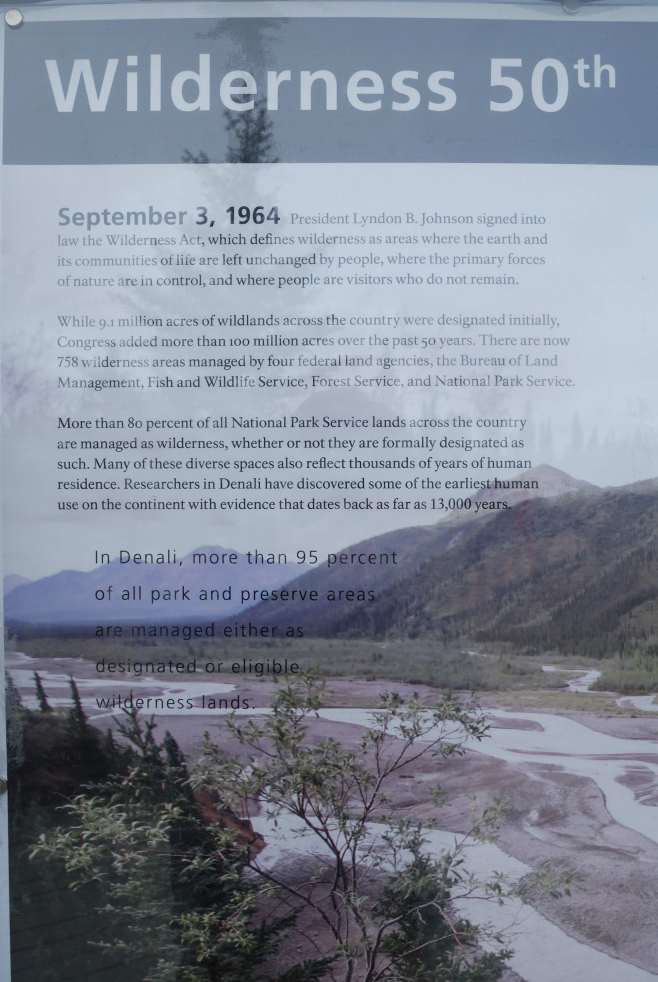 Wilderness 50th
September 3, 1964 President Lyndon B. Johnson signed into
law the Wilderness Act, which defines wilderness as areas where the earth and
its communities of life are left unchanged by people, where the primary forces
of nature are in control, and where people are visitors who do not remain.
While 9.1 million acres of wildlands across the country were designated initially,
Congress added more than 100 million acres over the past 50 years. There are now
758 wilderness areas managed by four federal land agencies, the Bureau of Land
Management, Fish and Wildlife Service, Forest Service, and National Park Service.
More than 80 percent of all National Park Service lands across the country
are managed as wilderness, whether or not they are formally designated as
such. Many of these diverse spaces also reflect thousands of years of human
residence. Researchers in Denali have discovered some of the earliest human
use on the continent with evidence that dates back as far as 13,000 years.
In Denali, more than 95 percent
of all park and preserve areas
are managed either as
designated or eligible
wilderness lands.